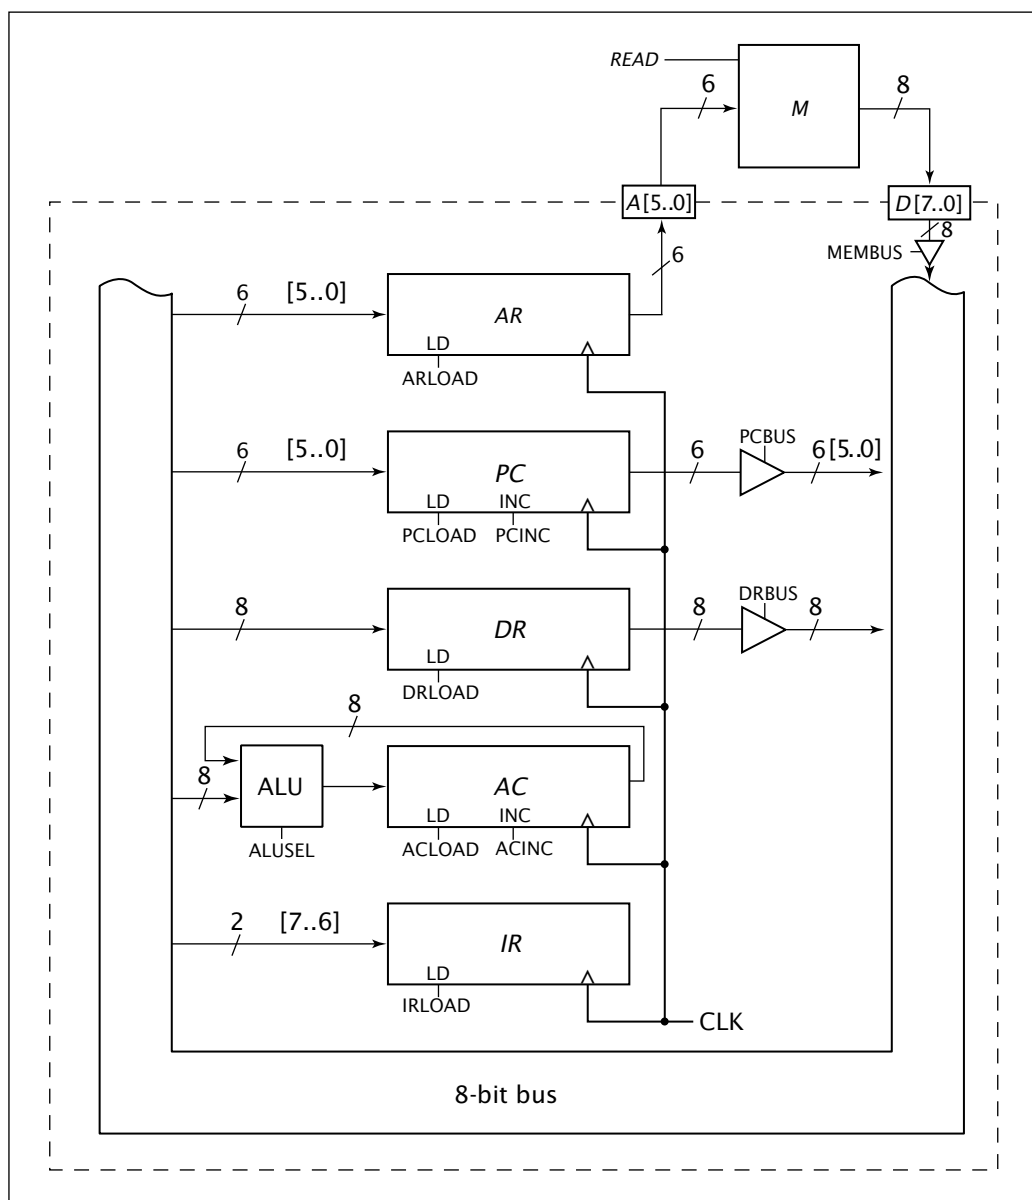 READ
6
M
8
A[5..0]
D[7..0]
8
MEMBUS
6
6 [5..0]
AR
LD
ARLOAD
6 [5..0]
PC
LD INC
PCLOAD PCINC
6
PCBUS
6 [5..0]
8
DR
LD
DRLOAD
8
DRBUS
8
8
8
ALU
ALUSEL
AC
LD INC
ACLOAD ACINC
2 [7..6]
IR
LD
IRLOAD
CLK
8-bit bus